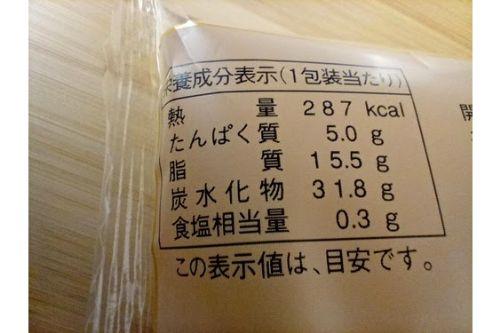 栄養成分表示(1包装当たり)
熱量 287 kcal
たんぱく質 5.0 g
脂質 15.5 g
炭水化物 31.8 g
食塩相当量 0.3 g
この表示値は、目安です。
開